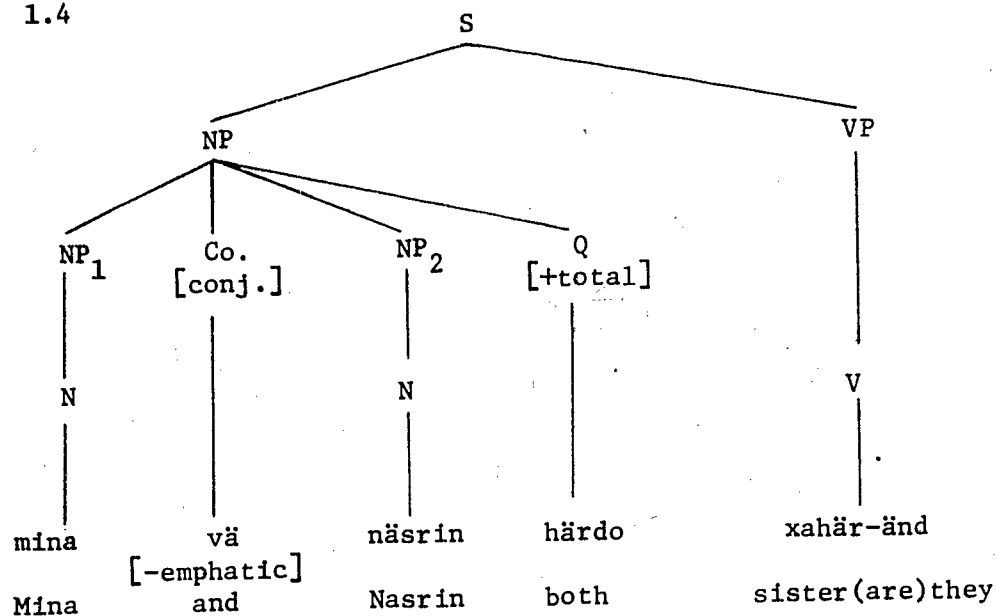 1.4
S
NP VP
NP1 Co. NP2 Q
[conj.] [+total]
N N V
mina vä näsrin härdo xahär-änd
[-emphatic]
Mina and Nasrin both sister(are)they